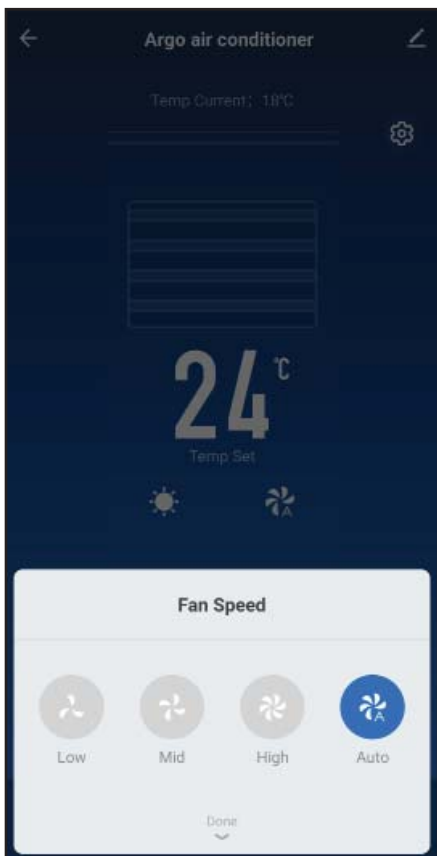 Argo air conditioner
Temp Current: 18℃
24 ℃
Temp Set
A
Fan Speed
A
Low Mid High Auto
Done